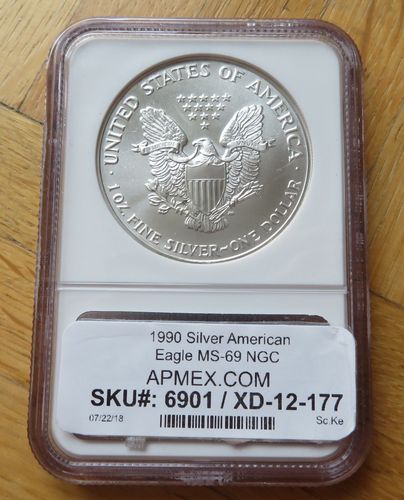 UNITED STATES OF AMERICA
1 OZ. FINE SILVER~ONE DOLLAR
1990 Silver American
Eagle MS-69 NGC
APMEX.COM
SKU#: 6901 / XD-12-177
07/22/18
Sc.Ke